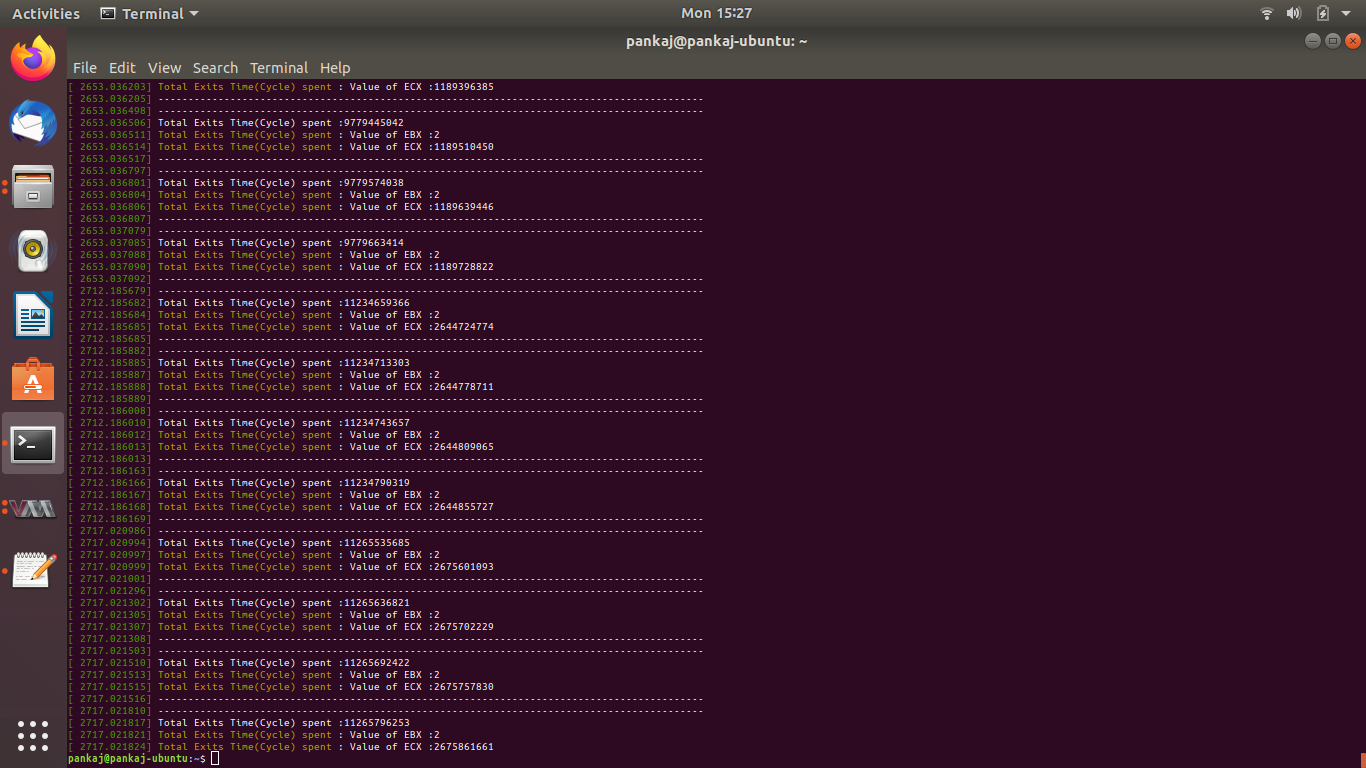 Activities Terminal Mon 15:27
pankaj@pankaj-ubuntu: ~
File Edit View Search Terminal Help
[ 2653.036203] Total Exits Time(Cycle) spent : Value of ECX :1189396385
[ 2653.036205] -------------------------------------------------------------------------------------------
[ 2653.036498] -------------------------------------------------------------------------------------------
[ 2653.036506] Total Exits Time(Cycle) spent :9779445042
[ 2653.036511] Total Exits Time(Cycle) spent : Value of EBX :2
[ 2653.036514] Total Exits Time(Cycle) spent : Value of ECX :1189510450
[ 2653.036517] -------------------------------------------------------------------------------------------
[ 2653.036797] -------------------------------------------------------------------------------------------
[ 2653.036801] Total Exits Time(Cycle) spent :9779574038
[ 2653.036804] Total Exits Time(Cycle) spent : Value of EBX :2
[ 2653.036806] Total Exits Time(Cycle) spent : Value of ECX :1189639446
[ 2653.036807] -------------------------------------------------------------------------------------------
[ 2653.037079] -------------------------------------------------------------------------------------------
[ 2653.037085] Total Exits Time(Cycle) spent :9779663414
[ 2653.037088] Total Exits Time(Cycle) spent : Value of EBX :2
[ 2653.037090] Total Exits Time(Cycle) spent : Value of ECX :1189728822
[ 2653.037092] -------------------------------------------------------------------------------------------
[ 2712.185679] -------------------------------------------------------------------------------------------
[ 2712.185682] Total Exits Time(Cycle) spent :11234659366
[ 2712.185684] Total Exits Time(Cycle) spent : Value of EBX :2
[ 2712.185685] Total Exits Time(Cycle) spent : Value of ECX :2644724774
[ 2712.185685] -------------------------------------------------------------------------------------------
[ 2712.185882] -------------------------------------------------------------------------------------------
[ 2712.185885] Total Exits Time(Cycle) spent :11234713303
[ 2712.185887] Total Exits Time(Cycle) spent : Value of EBX :2
[ 2712.185888] Total Exits Time(Cycle) spent : Value of ECX :2644778711
[ 2712.185889] -------------------------------------------------------------------------------------------
[ 2712.186008] -------------------------------------------------------------------------------------------
[ 2712.186010] Total Exits Time(Cycle) spent :11234743657
[ 2712.186012] Total Exits Time(Cycle) spent : Value of EBX :2
[ 2712.186013] Total Exits Time(Cycle) spent : Value of ECX :2644809065
[ 2712.186013] -------------------------------------------------------------------------------------------
[ 2712.186163] -------------------------------------------------------------------------------------------
[ 2712.186166] Total Exits Time(Cycle) spent :11234790319
[ 2712.186167] Total Exits Time(Cycle) spent : Value of EBX :2
[ 2712.186168] Total Exits Time(Cycle) spent : Value of ECX :2644855727
[ 2712.186169] -------------------------------------------------------------------------------------------
[ 2717.020986] -------------------------------------------------------------------------------------------
[ 2717.020994] Total Exits Time(Cycle) spent :11265535685
[ 2717.020997] Total Exits Time(Cycle) spent : Value of EBX :2
[ 2717.020999] Total Exits Time(Cycle) spent : Value of ECX :2675601093
[ 2717.021001] -------------------------------------------------------------------------------------------
[ 2717.021296] -------------------------------------------------------------------------------------------
[ 2717.021302] Total Exits Time(Cycle) spent :11265636821
[ 2717.021305] Total Exits Time(Cycle) spent : Value of EBX :2
[ 2717.021307] Total Exits Time(Cycle) spent : Value of ECX :2675702229
[ 2717.021308] -------------------------------------------------------------------------------------------
[ 2717.021503] -------------------------------------------------------------------------------------------
[ 2717.021510] Total Exits Time(Cycle) spent :11265692422
[ 2717.021513] Total Exits Time(Cycle) spent : Value of EBX :2
[ 2717.021515] Total Exits Time(Cycle) spent : Value of ECX :2675757830
[ 2717.021516] -------------------------------------------------------------------------------------------
[ 2717.021810] -------------------------------------------------------------------------------------------
[ 2717.021817] Total Exits Time(Cycle) spent :11265796253
[ 2717.021821] Total Exits Time(Cycle) spent : Value of EBX :2
[ 2717.021824] Total Exits Time(Cycle) spent : Value of ECX :2675861661
pankaj@pankaj-ubuntu:~$